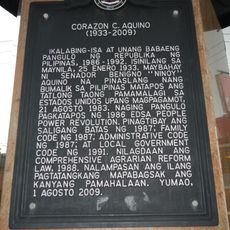 CORAZON C. AQUINO
(1933-2009)
IKALABING-ISA AT UNANG BABAENG
PANGULO NG REPUBLIKA NG
PILIPINAS, 1986-1992. ISINILANG SA
MAYNILA, 25 ENERO 1933. MAYBAHAY
NI SENADOR BENIGNO "NINOY"
AQUINO NA PINASLANG NANG
BUMALIK SA PILIPINAS MATAPOS ANG
TATLONG TAONG PAMAMALAGI SA
ESTADOS UNIDOS UPANG MAGPAGAMOT,
21 AGOSTO 1983. NAGING PANGULO
PAGKATAPOS NG 1986 EDSA PEOPLE
POWER REVOLUTION. PINAGTIBAY ANG
SALIGANG BATAS NG 1987; FAMILY
CODE NG 1987; ADMINISTRATIVE CODE
NG 1987; AT LOCAL GOVERNMENT
CODE NG 1991. NILAGDAAN ANG
COMPREHENSIVE AGRARIAN REFORM
LAW, 1988. NALAMPASAN ANG ILANG
PAGTATANGKANG MAPABAGSAK ANG
KANYANG PAMAHALAAN. YUMAO,
1 AGOSTO 2009.